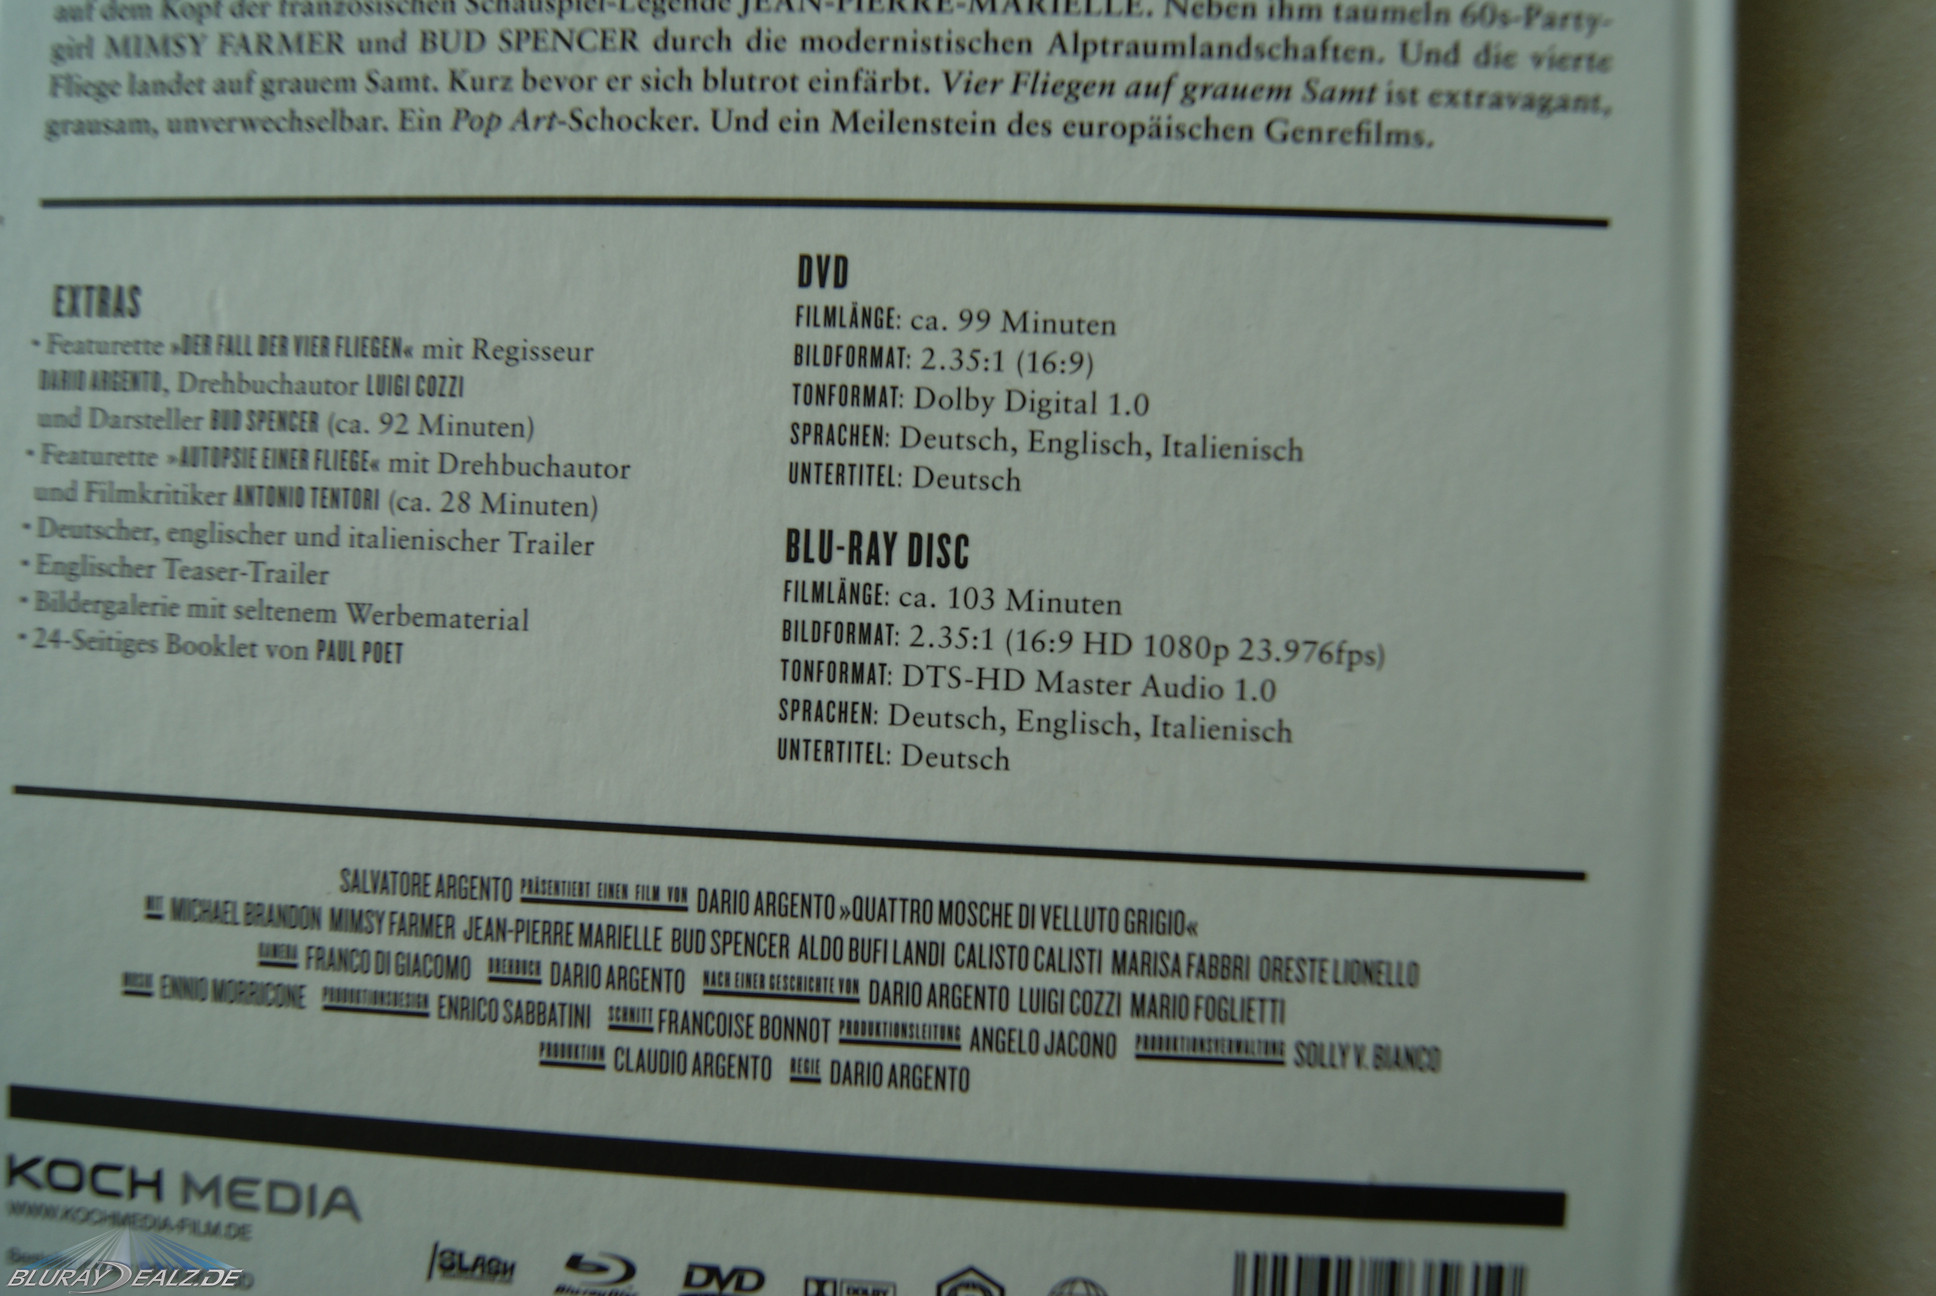 auf dem Kopf der französischen Schauspiel-Legende JEAN-PIERRE-MARIELLE. Neben ihm taumeln 60s-Party-
girl MIMSY FARMER und BUD SPENCER durch die modernistischen Alptraumlandschaften. Und die vierte
Fliege landet auf grauem Samt. Kurz bevor er sich blutrot einfärbt. Vier Fliegen auf grauem Samt ist extravagant,
grausam, unverwechselbar. Ein Pop Art-Schocker. Und ein Meilenstein des europäischen Genrefilms.
EXTRAS
• Featurette »DER FALL DER VIER FLIEGEN« mit Regisseur
DARIO ARGENTO, Drehbuchautor LUIGI COZZI
und Darsteller BUD SPENCER (ca. 92 Minuten)
• Featurette »AUTOPSIE EINER FLIEGE« mit Drehbuchautor
und Filmkritiker ANTONIO TENTORI (ca. 28 Minuten)
• Deutscher, englischer und italienischer Trailer
• Englischer Teaser-Trailer
• Bildergalerie mit seltenem Werbematerial
• 24-Seitiges Booklet von PAUL POET
DVD
FILMLÄNGE: ca. 99 Minuten
BILDFORMAT: 2.35:1 (16:9)
TONFORMAT: Dolby Digital 1.0
SPRACHEN: Deutsch, Englisch, Italienisch
UNTERTITEL: Deutsch
BLU-RAY DISC
FILMLÄNGE: ca. 103 Minuten
BILDFORMAT: 2.35:1 (16:9 HD 1080p 23.976fps)
TONFORMAT: DTS-HD Master Audio 1.0
SPRACHEN: Deutsch, Englisch, Italienisch
UNTERTITEL: Deutsch
SALVATORE ARGENTO PRÄSENTIERT EINEN FILM VON DARIO ARGENTO »QUATTRO MOSCHE DI VELLUTO GRIGIO«
MIT MICHAEL BRANDON MIMSY FARMER JEAN-PIERRE MARIELLE BUD SPENCER ALDO BUFI LANDI CALISTO CALISTI MARISA FABBRI ORESTE LIONELLO
KAMERA FRANCO DI GIACOMO DREHBUCH DARIO ARGENTO NACH EINER GESCHICHTE VON DARIO ARGENTO LUIGI COZZI MARIO FOGLIETTI
MUSIK ENNIO MORRICONE PRODUKTIONSDESIGN ENRICO SABBATINI SCHNITT FRANCOISE BONNOT PRODUKTIONSLEITUNG ANGELO JACONO PRODUKTIONSVERWALTUNG SOLLY V. BIANCO
PRODUKTION CLAUDIO ARGENTO REGIE DARIO ARGENTO
KOCH MEDIA
WWW.KOCHMEDIA-FILM.DE
BLURAYDEALZ.DE
Blu-ray Disc
DVD
DOLBY